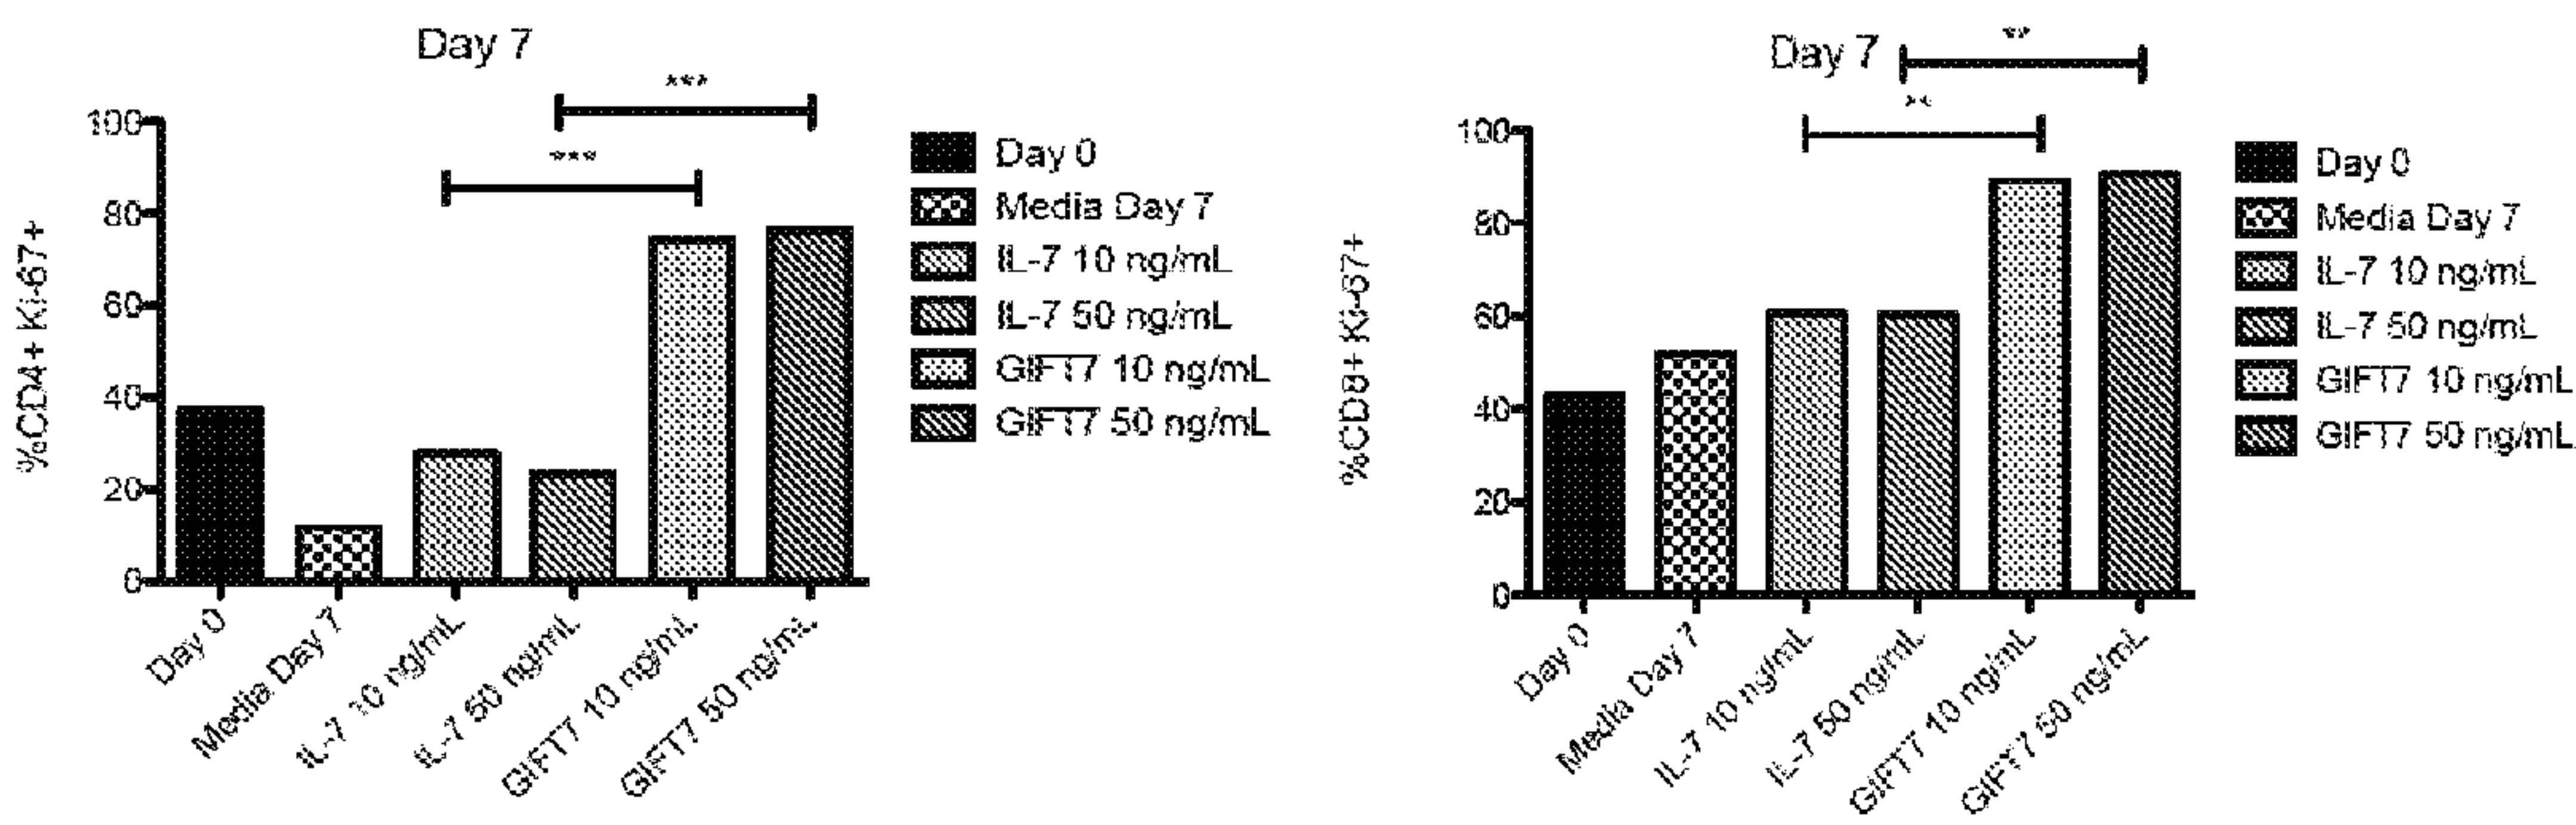 Day 7
***
***
%CD4+ Ki-67+
100
80
60
40
20
0
Day 0
Media Day 7
IL-7 10 ng/mL
IL-7 50 ng/mL
GIFT7 10 ng/mL
GIFT7 50 ng/mL
Day 0
Media Day 7
IL-7 10 ng/mL
IL-7 50 ng/mL
GIFT7 10 ng/mL
GIFT7 50 ng/mL
Day 7
**
**
%CD8+ Ki-67+
100
80
60
40
20
0
Day 0
Media Day 7
IL-7 10 ng/mL
IL-7 50 ng/mL
GIFT7 10 ng/mL
GIFT7 50 ng/mL
Day 0
Media Day 7
IL-7 10 ng/mL
IL-7 50 ng/mL
GIFT7 10 ng/mL
GIFT7 50 ng/mL